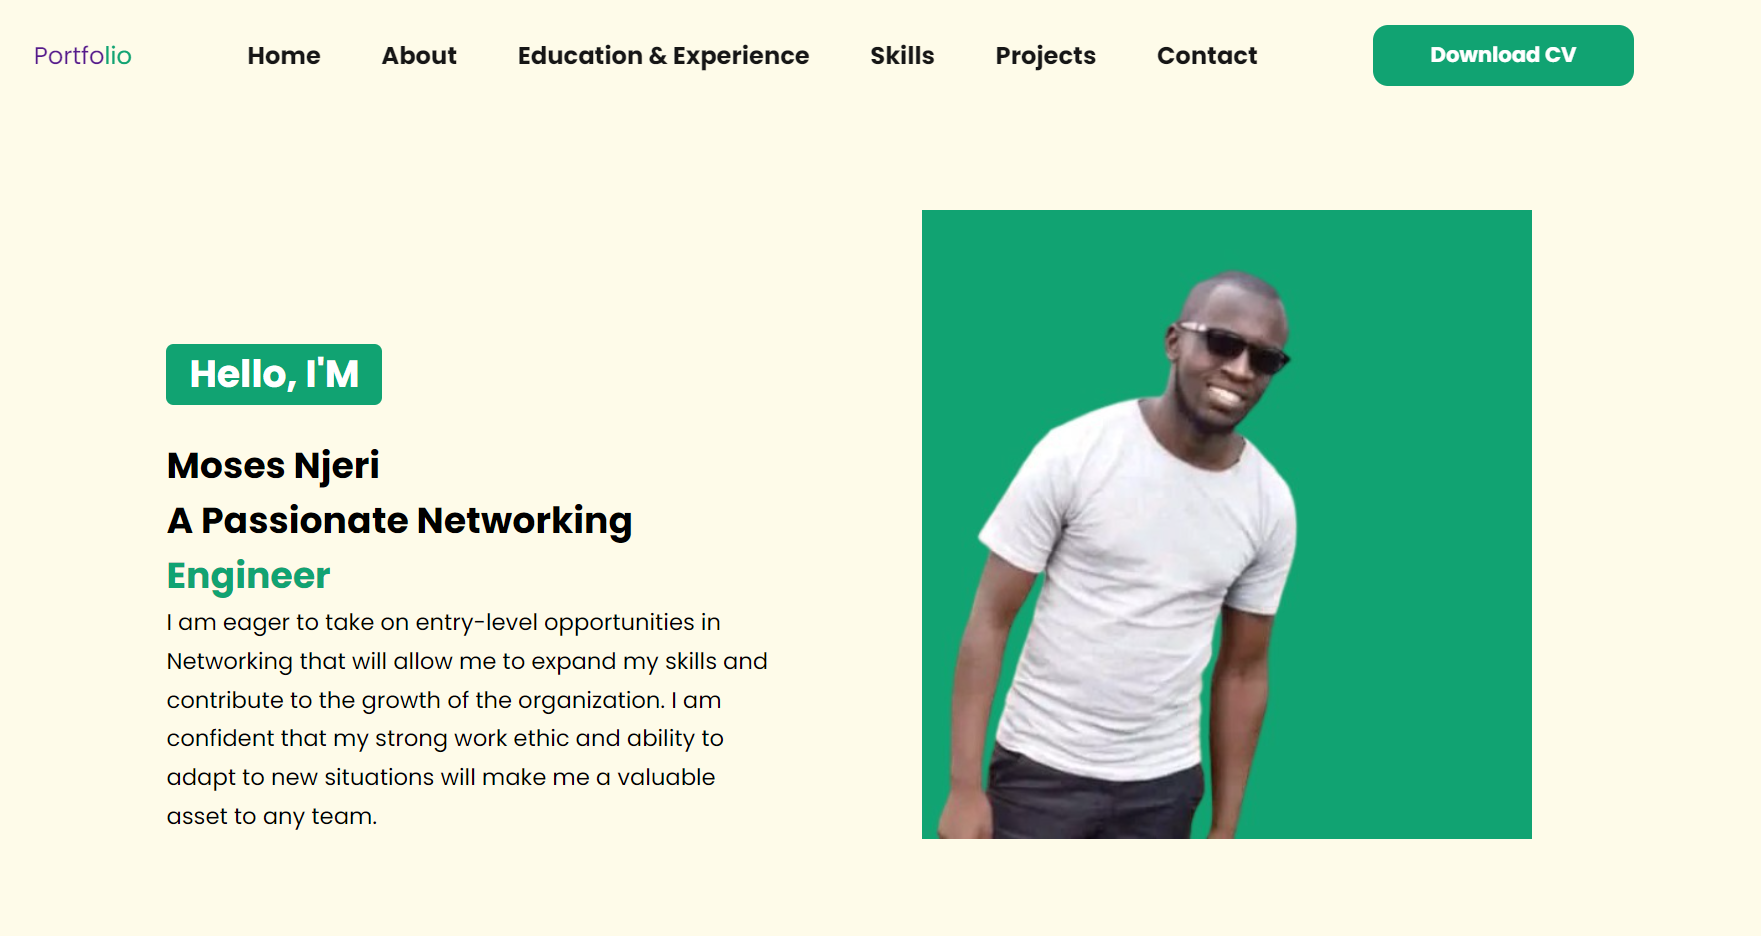 Portfolio
Home About Education & Experience Skills Projects Contact
Download CV
Hello, I'M
Moses Njeri
A Passionate Networking
Engineer
I am eager to take on entry-level opportunities in
Networking that will allow me to expand my skills and
contribute to the growth of the organization. I am
confident that my strong work ethic and ability to
adapt to new situations will make me a valuable
asset to any team.